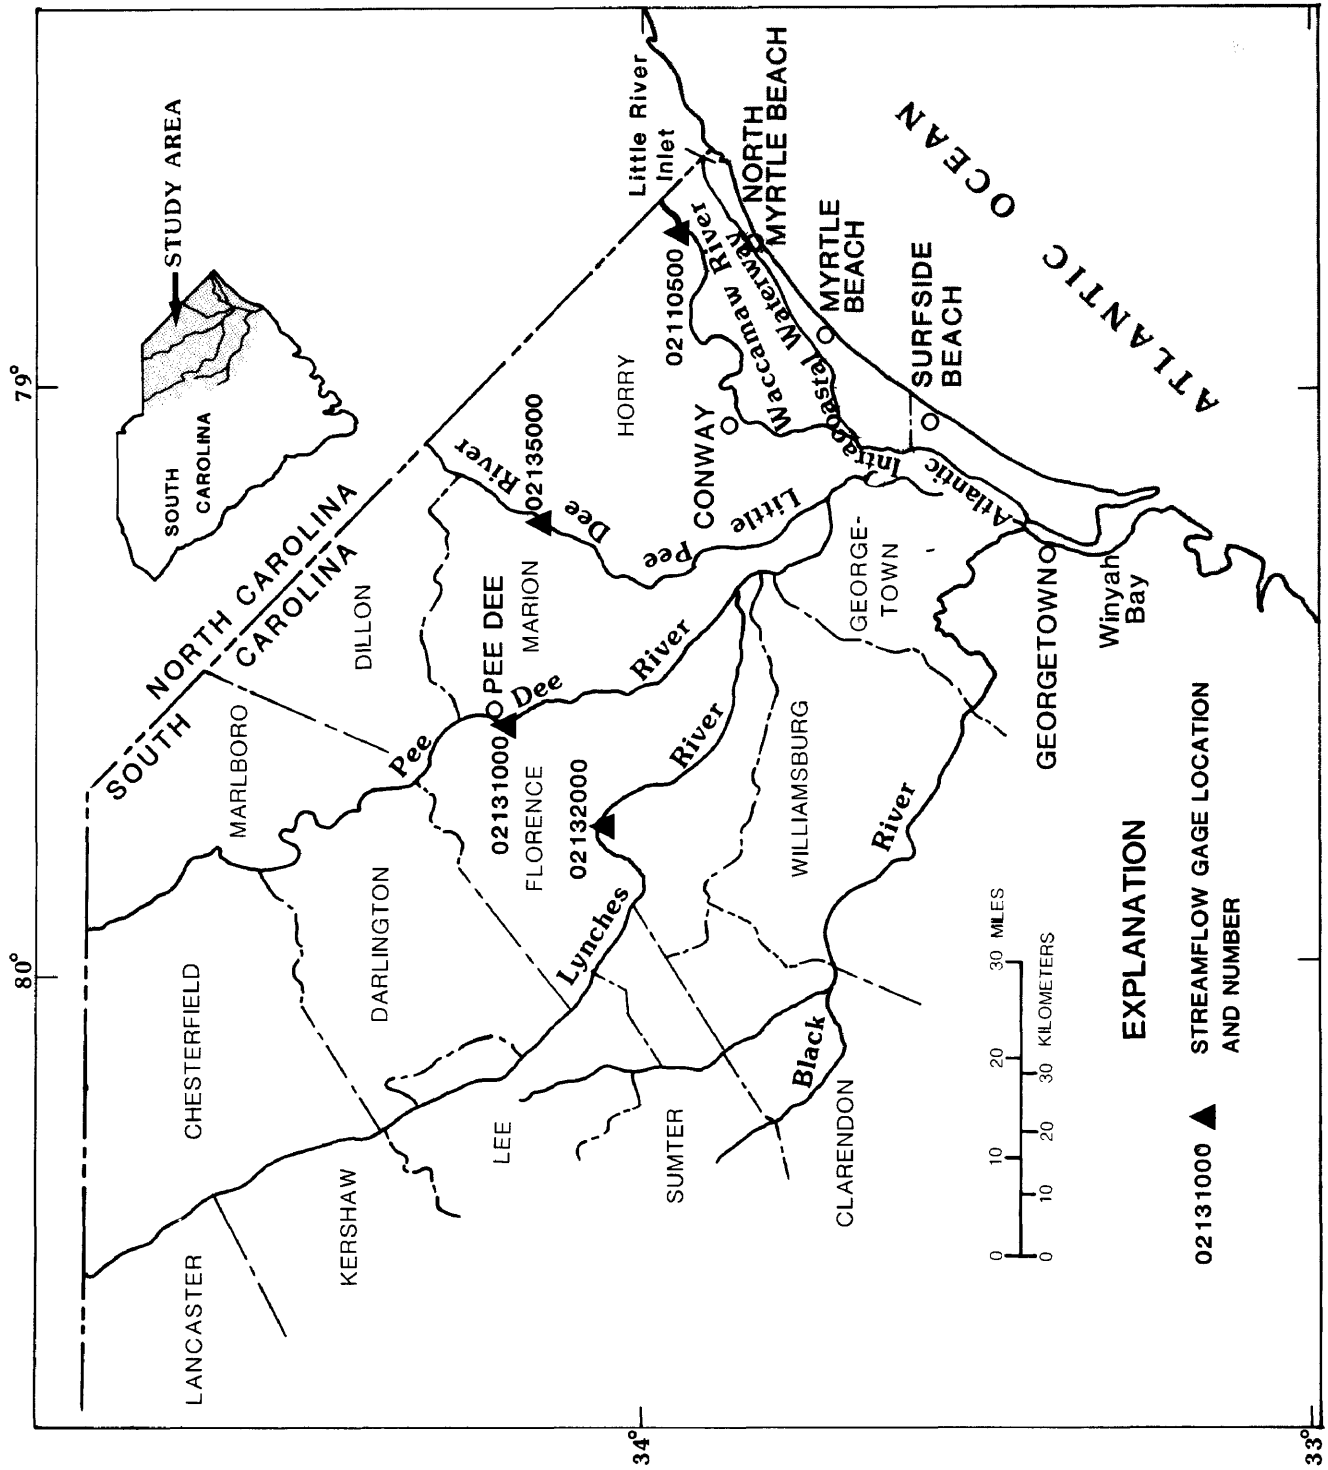 80°
79°
34°
33°
STUDY AREA
SOUTH
CAROLINA
NORTH CAROLINA
SOUTH CAROLINA
LANCASTER
CHESTERFIELD
MARLBORO
KERSHAW
DARLINGTON
DILLON
LEE
FLORENCE
MARION
HORRY
SUMTER
WILLIAMSBURG
GEORGE-
TOWN
CLARENDON
Pee Dee River
Little Pee Dee River
Lynches River
Black River
Waccamaw River
Atlantic Intracoastal Waterway
02131000
02132000
02135000
02110500
PEE DEE
CONWAY
Little River
Inlet
NORTH
MYRTLE BEACH
MYRTLE
BEACH
SURFSIDE
BEACH
GEORGETOWN
Winyah
Bay
ATLANTIC OCEAN
0 10 20 30 MILES
0 10 20 30 KILOMETERS
EXPLANATION
02131000 STREAMFLOW GAGE LOCATION
AND NUMBER